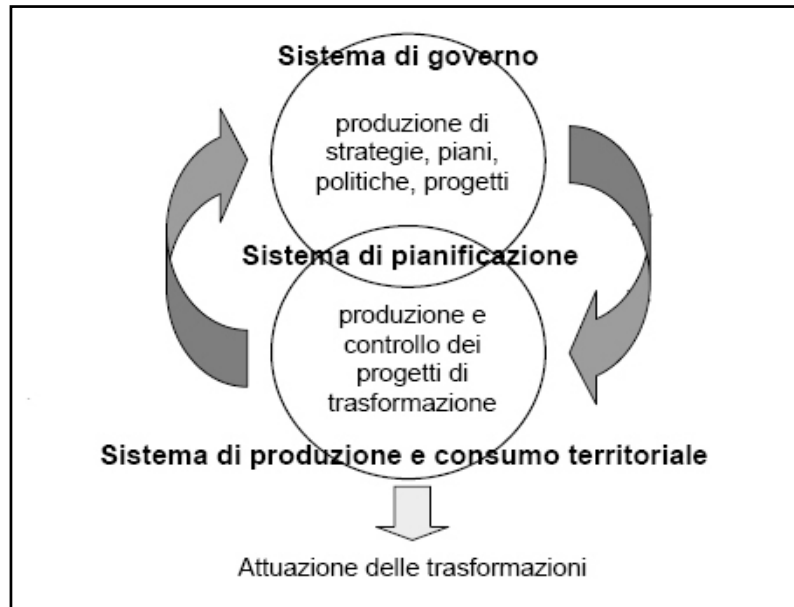 Sistema di governo
produzione di
strategie, piani,
politiche, progetti
Sistema di pianificazione
produzione e
controllo dei
progetti di
trasformazione
Sistema di produzione e consumo territoriale
Attuazione delle trasformazioni